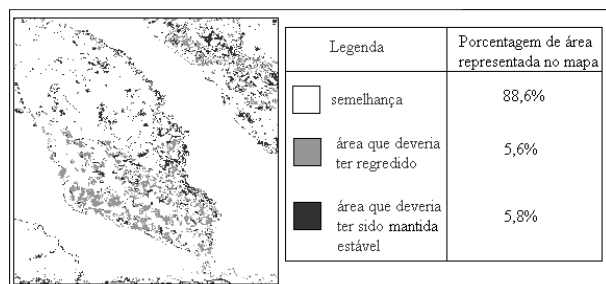 Legenda
Porcentagem de área
representada no mapa
semelhança
88,6%
área que deveria
ter regredido
5,6%
área que deveria
ter sido mantida
estável
5,8%